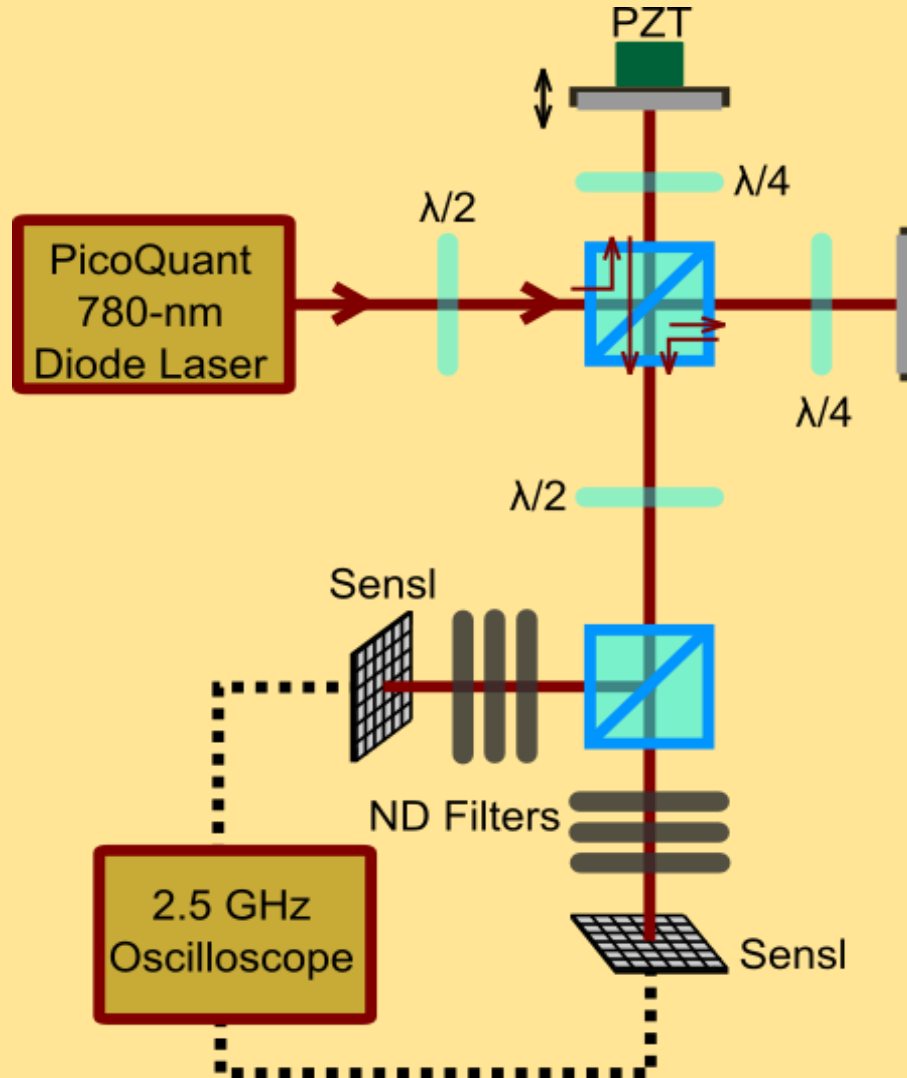 PZT
λ/4
λ/2
PicoQuant
780-nm
Diode Laser
λ/4
λ/2
Sensl
ND Filters
2.5 GHz
Oscilloscope
Sensl